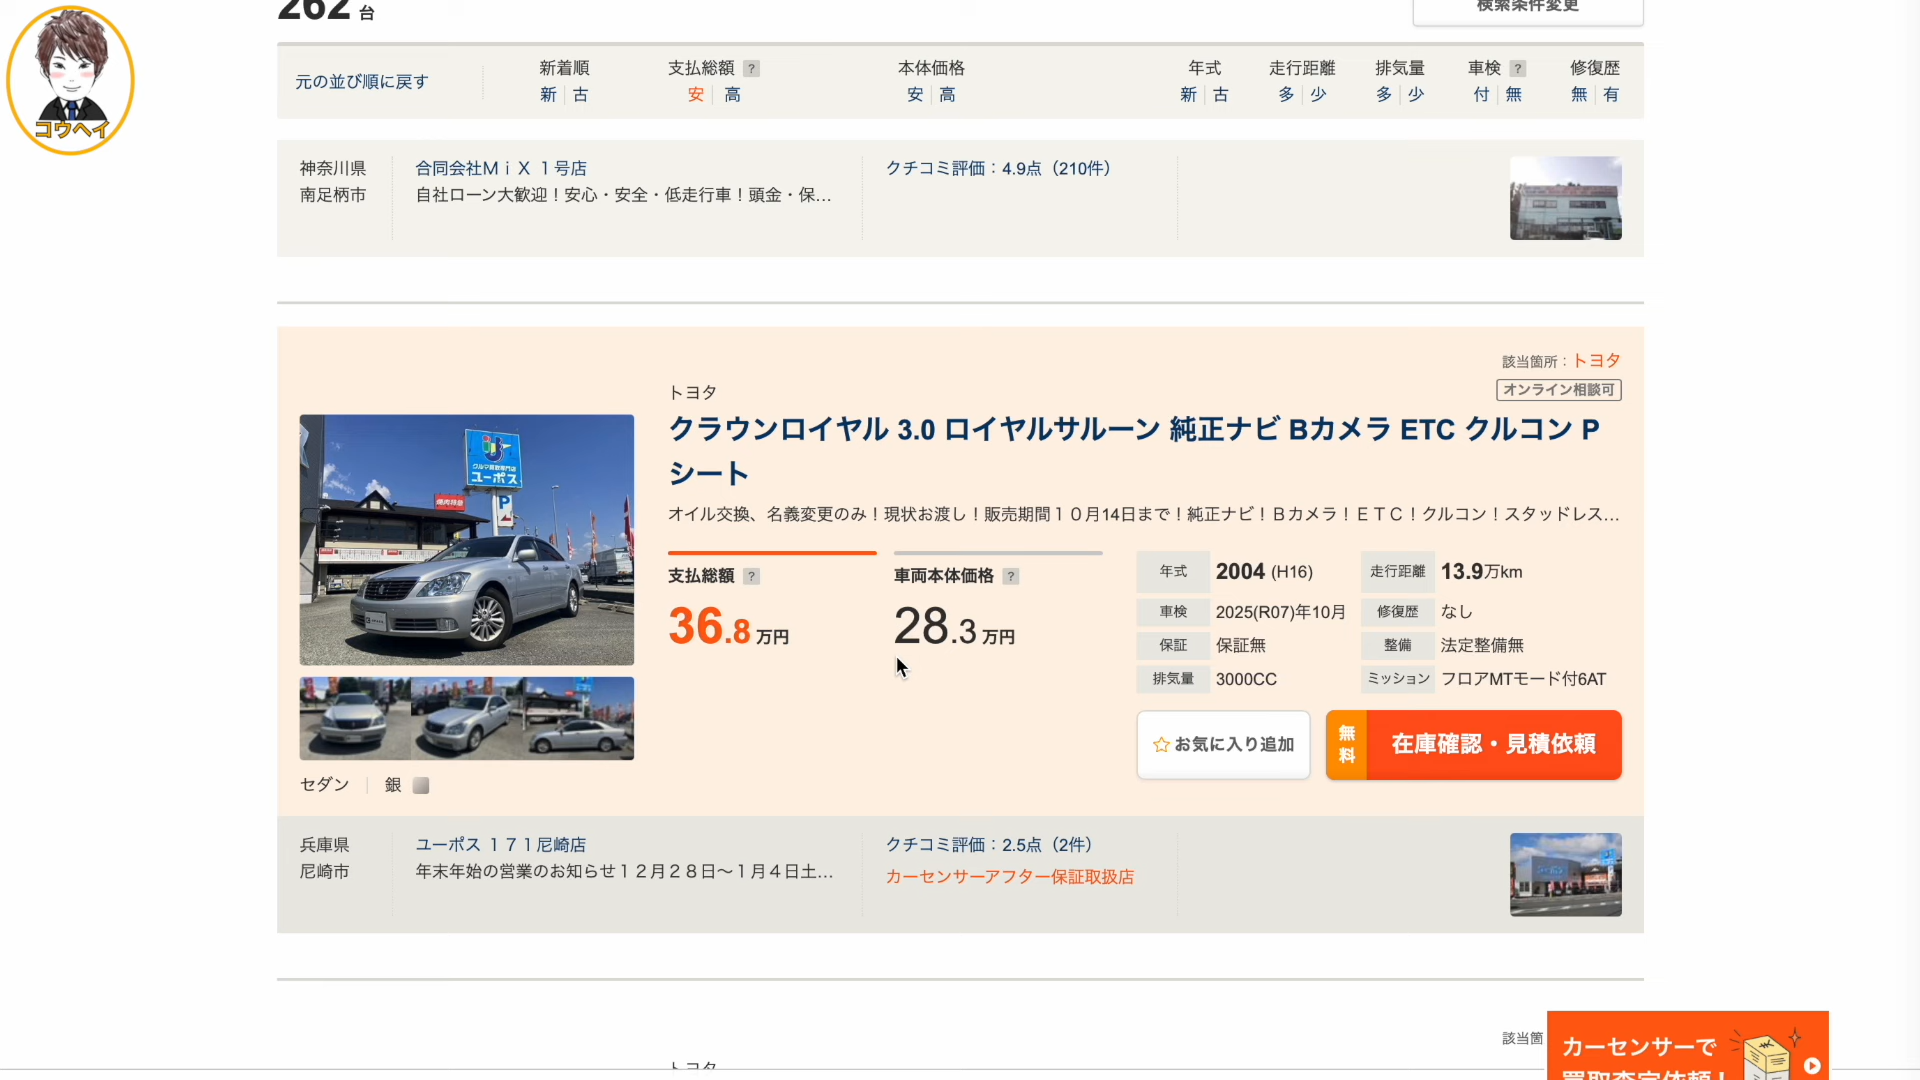 262 台
検索条件変更
コウヘイ
元の並び順に戻す
新着順
新 古
支払総額 ?
安 高
本体価格
安 高
年式
新 古
走行距離
多 少
排気量
多 少
車検 ?
付 無
修復歴
無 有
神奈川県
南足柄市
合同会社ＭｉＸ １号店
自社ローン大歓迎！安心・安全・低走行車！頭金・保...
クチコミ評価：4.9点（210件）
該当箇所：トヨタ
オンライン相談可
トヨタ
クラウンロイヤル 3.0 ロイヤルサルーン 純正ナビ Bカメラ ETC クルコン P
シート
オイル交換、名義変更のみ！現状お渡し！販売期間１０月14日まで！純正ナビ！Ｂカメラ！ＥＴＣ！クルコン！スタッドレス...
クルマ買取専門店
ユーポス
P
支払総額 ?
36.8 万円
車両本体価格 ?
28.3 万円
年式 2004 (H16)
走行距離 13.9万km
車検 2025(R07)年10月
修復歴 なし
保証 保証無
整備 法定整備無
排気量 3000CC
ミッション フロアMTモード付6AT
お気に入り追加
無料
在庫確認・見積依頼
セダン 銀
兵庫県
尼崎市
ユーポス １７１尼崎店
年末年始の営業のお知らせ１２月２８日～１月４日土...
クチコミ評価：2.5点（2件）
カーセンサーアフター保証取扱店
該当箇
トヨタ
カーセンサーで
買取査定依頼！